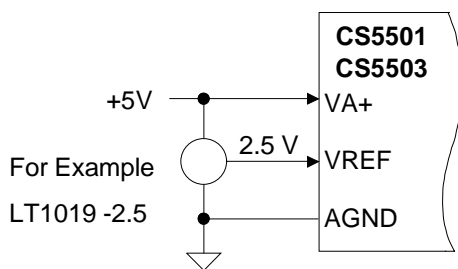 CS5501
CS5503
+5V
VA+
2.5 V
VREF
For Example
LT1019 -2.5
AGND